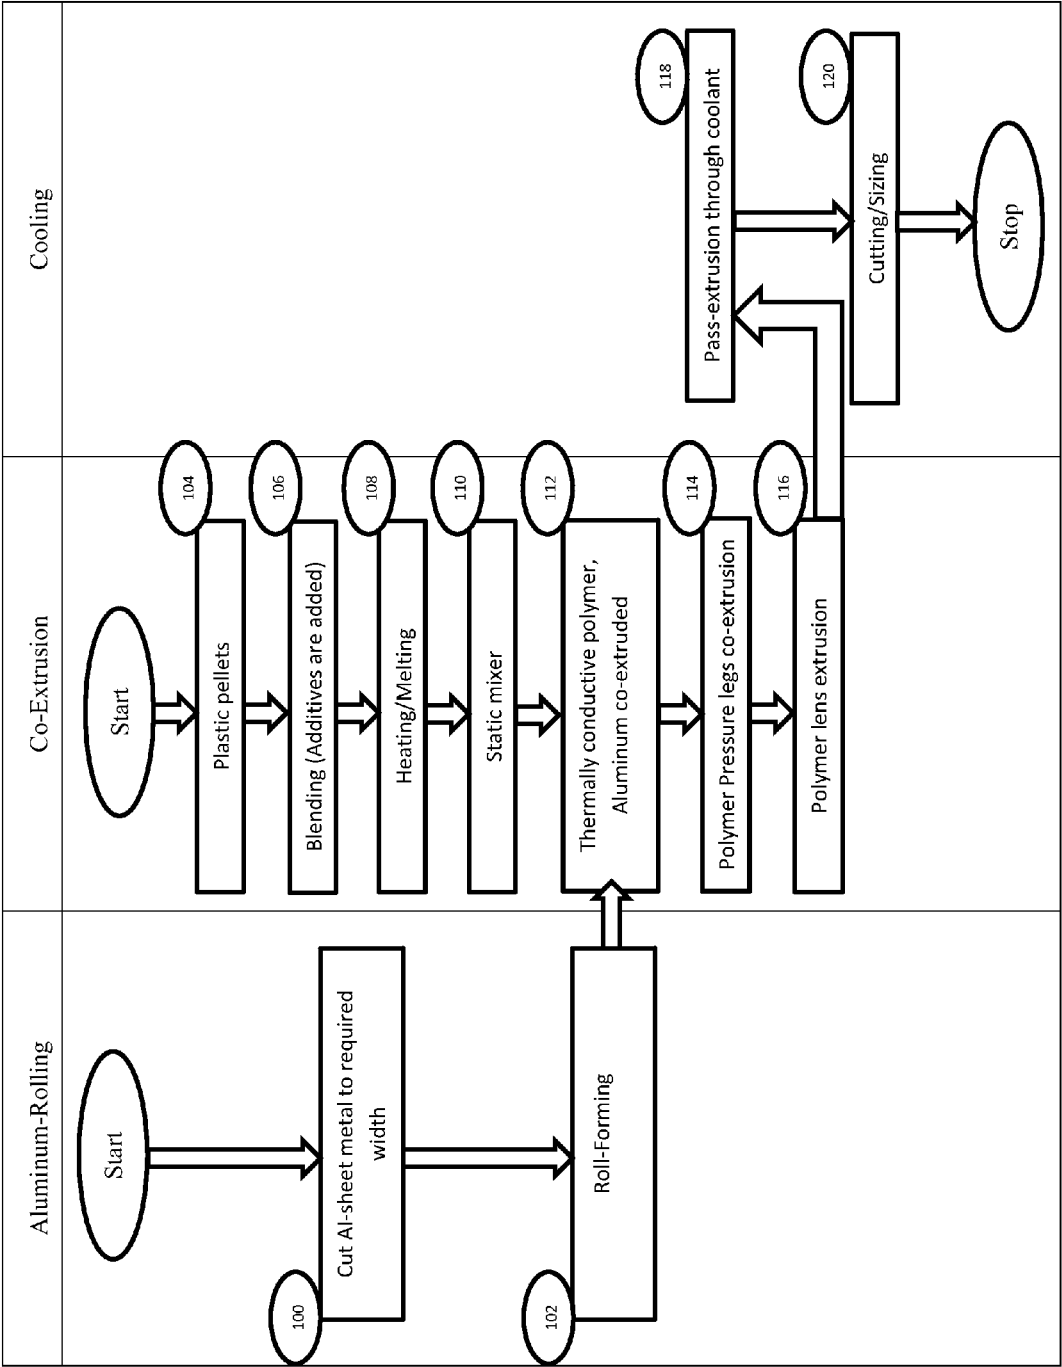 Aluminum-Rolling
Co-Extrusion
Cooling
Start
100
Cut Al-sheet metal to required
width
102
Roll-Forming
Start
104
Plastic pellets
106
Blending (Additives are added)
108
Heating/Melting
110
Static mixer
112
Thermally conductive polymer,
Aluminum co-extruded
114
Polymer Pressure legs co-extrusion
116
Polymer lens extrusion
118
Pass-extrusion through coolant
120
Cutting/Sizing
Stop